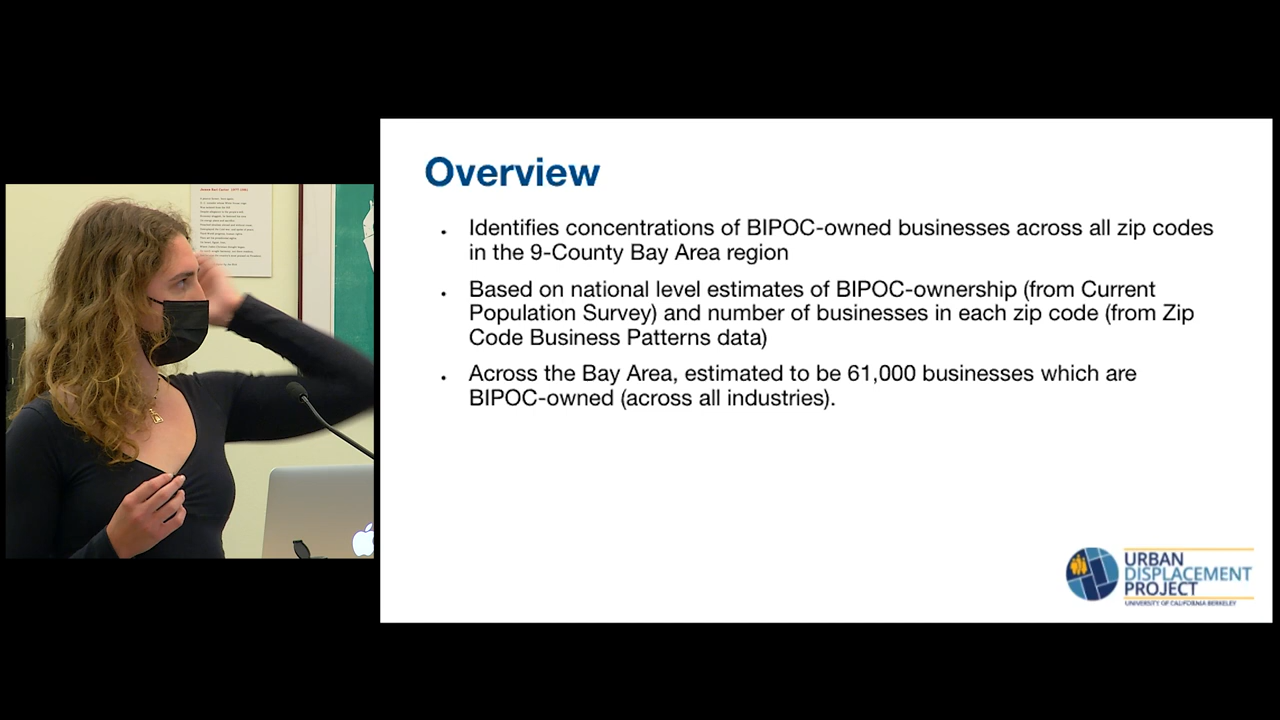 Overview
• Identifies concentrations of BIPOC-owned businesses across all zip codes
in the 9-County Bay Area region
• Based on national level estimates of BIPOC-ownership (from Current
Population Survey) and number of businesses in each zip code (from Zip
Code Business Patterns data)
• Across the Bay Area, estimated to be 61,000 businesses which are
BIPOC-owned (across all industries).
URBAN
DISPLACEMENT
PROJECT
UNIVERSITY OF CALIFORNIA BERKELEY